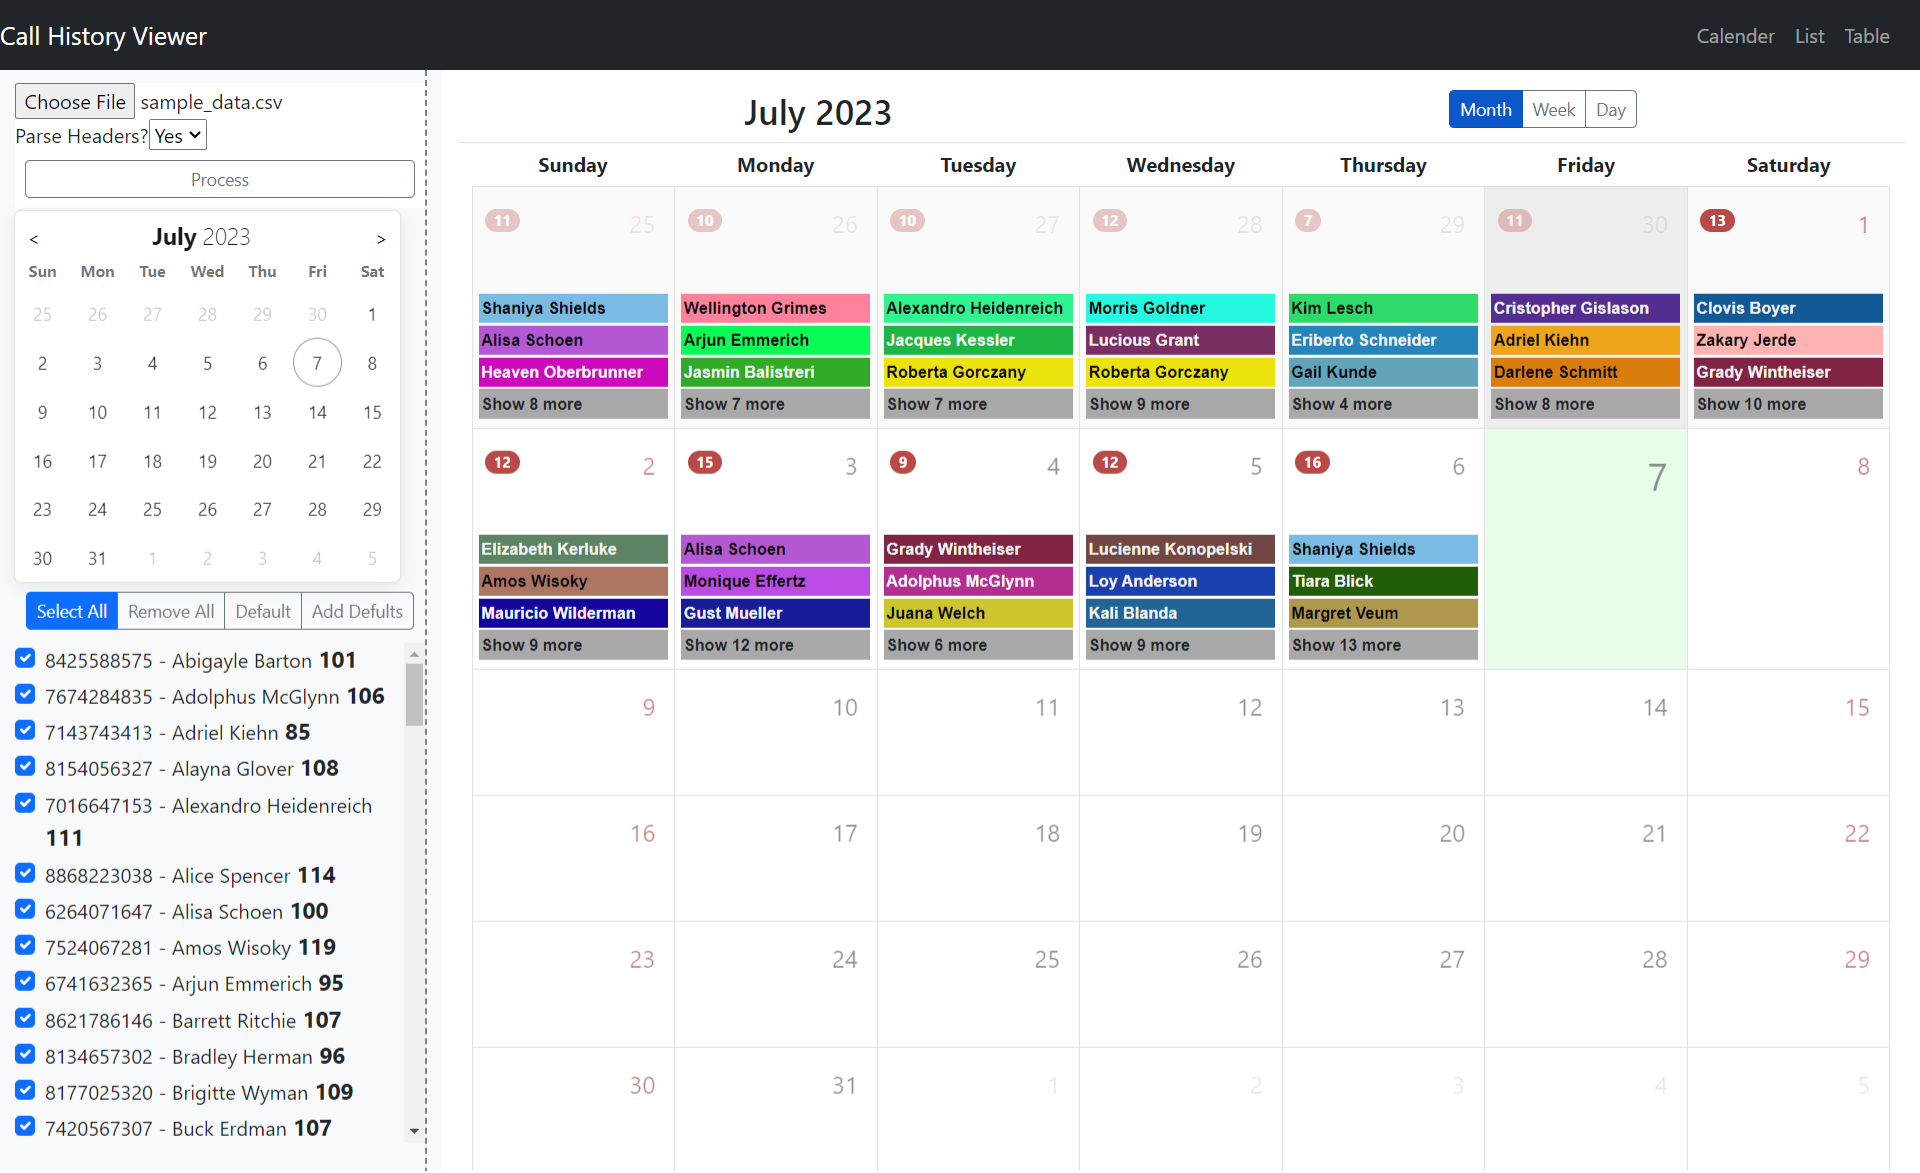 Call History Viewer
Calender List Table
Choose File sample_data.csv
Parse Headers? Yes
Process
< July 2023 >
Sun Mon Tue Wed Thu Fri Sat
25 26 27 28 29 30 1
2 3 4 5 6 7 8
9 10 11 12 13 14 15
16 17 18 19 20 21 22
23 24 25 26 27 28 29
30 31 1 2 3 4 5
Select All Remove All Default Add Defults
8425588575 - Abigayle Barton 101
7674284835 - Adolphus McGlynn 106
7143743413 - Adriel Kiehn 85
8154056327 - Alayna Glover 108
7016647153 - Alexandro Heidenreich
111
8868223038 - Alice Spencer 114
6264071647 - Alisa Schoen 100
7524067281 - Amos Wisoky 119
6741632365 - Arjun Emmerich 95
8621786146 - Barrett Ritchie 107
8134657302 - Bradley Herman 96
8177025320 - Brigitte Wyman 109
7420567307 - Buck Erdman 107
July 2023
Month Week Day
Sunday Monday Tuesday Wednesday Thursday Friday Saturday
11 25 10 26 10 27 12 28 7 29 11 30 13 1
Shaniya Shields Wellington Grimes Alexandro Heidenreich Morris Goldner Kim Lesch Cristopher Gislason Clovis Boyer
Alisa Schoen Arjun Emmerich Jacques Kessler Lucious Grant Eriberto Schneider Adriel Kiehn Zakary Jerde
Heaven Oberbrunner Jasmin Balistreri Roberta Gorczany Roberta Gorczany Gail Kunde Darlene Schmitt Grady Wintheiser
Show 8 more Show 7 more Show 7 more Show 9 more Show 4 more Show 8 more Show 10 more
12 2 15 3 9 4 12 5 16 6 7 8
Elizabeth Kerluke Alisa Schoen Grady Wintheiser Lucienne Konopelski Shaniya Shields
Amos Wisoky Monique Effertz Adolphus McGlynn Loy Anderson Tiara Blick
Mauricio Wilderman Gust Mueller Juana Welch Kali Blanda Margret Veum
Show 9 more Show 12 more Show 6 more Show 9 more Show 13 more
9 10 11 12 13 14 15
16 17 18 19 20 21 22
23 24 25 26 27 28 29
30 31 1 2 3 4 5